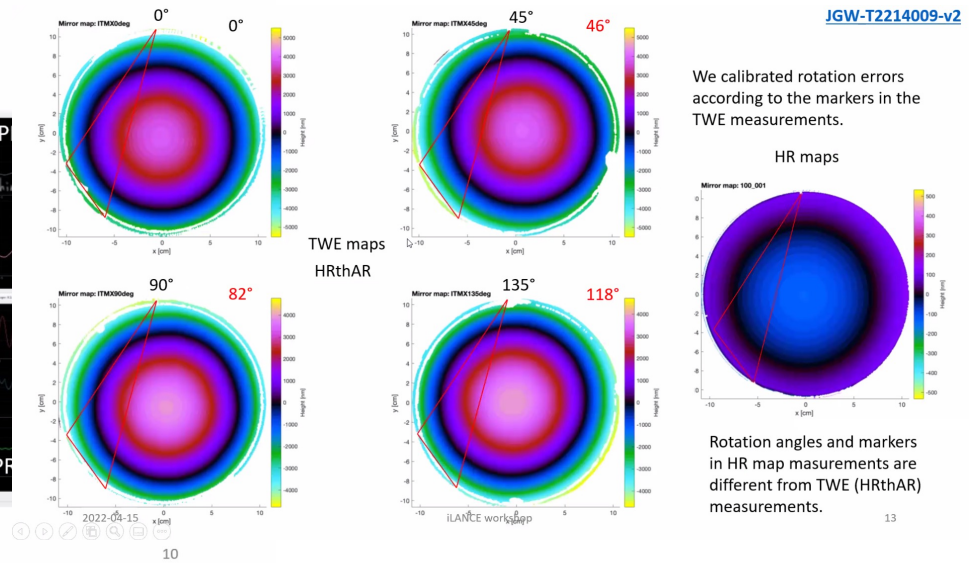 JGW-T2214009-v2
0°
0°
Mirror map: ITMX0deg
45°
46°
Mirror map: ITMX45deg
We calibrated rotation errors
according to the markers in the
TWE measurements.
HR maps
Mirror map: 100_001
TWE maps
HRthAR
90°
82°
Mirror map: ITMX90deg
135°
118°
Mirror map: ITMX135deg
Rotation angles and markers
in HR map masurements are
different from TWE (HRthAR)
measurements.
x [cm]
y [cm]
Height [nm]
2022-04-15
iLANCE workshop
13
10